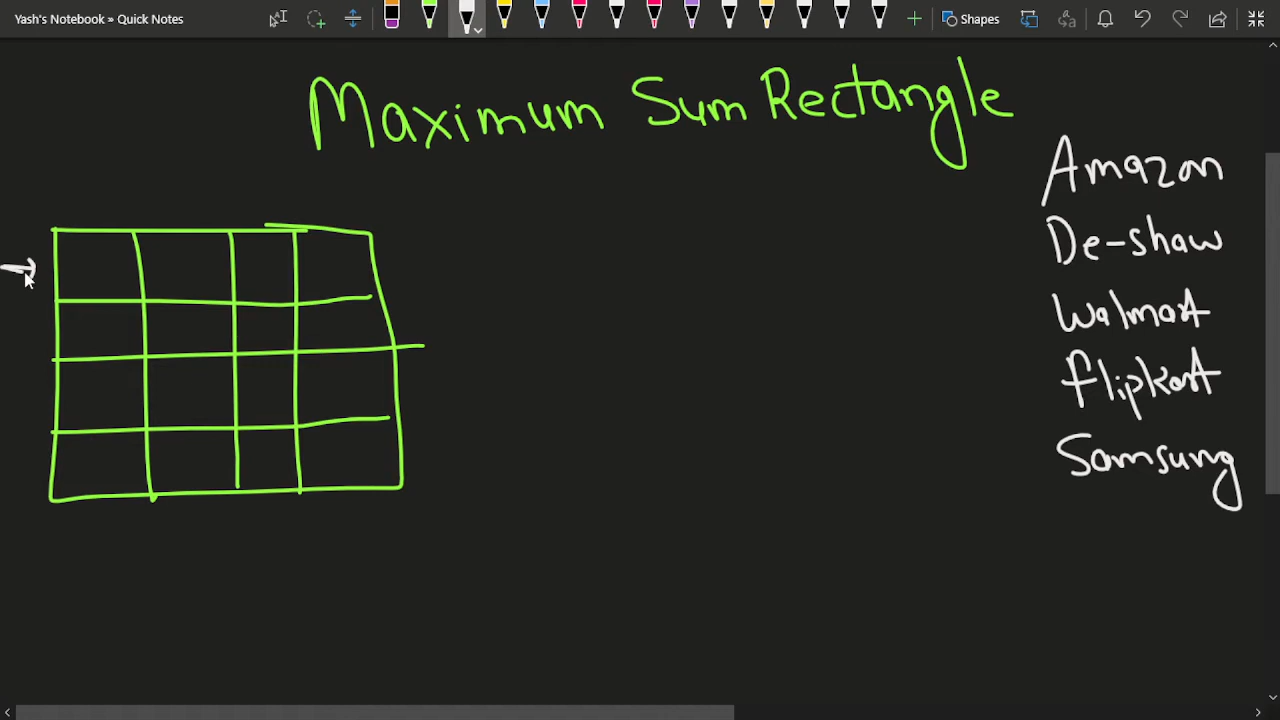 Yash's Notebook » Quick Notes
Shapes
Maximum Sum Rectangle
Amazon
De-shaw
Walmart
flipkart
Samsung